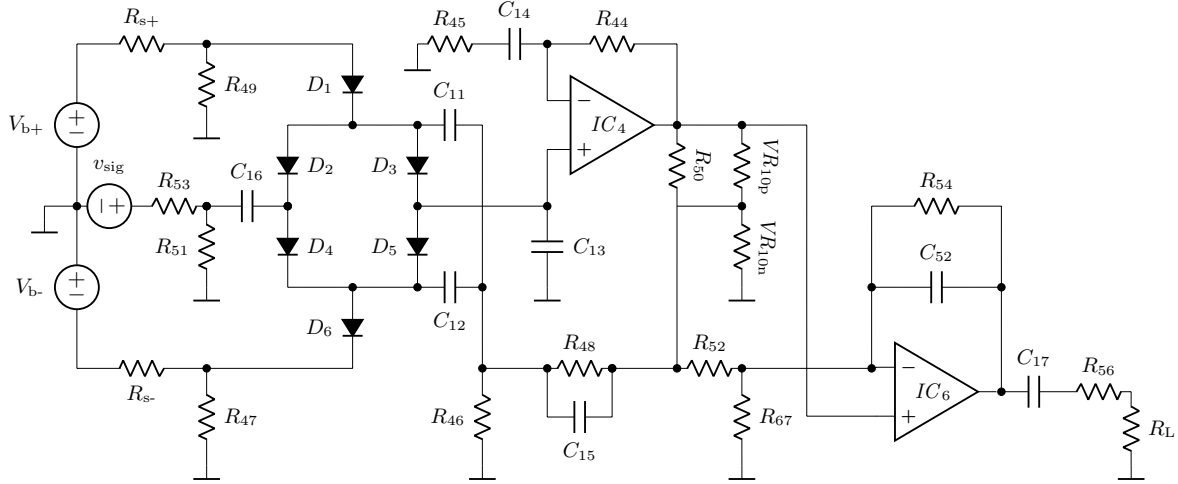 Rs+
R45
C14
R44
R49
D1
C11
Vb+
IC4
vsig
R53
C16
D2
D3
R50
VR10p
R54
R51
D4
D5
C13
VR10n
C52
Vb-
C12
D6
R48
R52
C17
R56
Rs-
R47
R46
C15
R67
IC6
RL